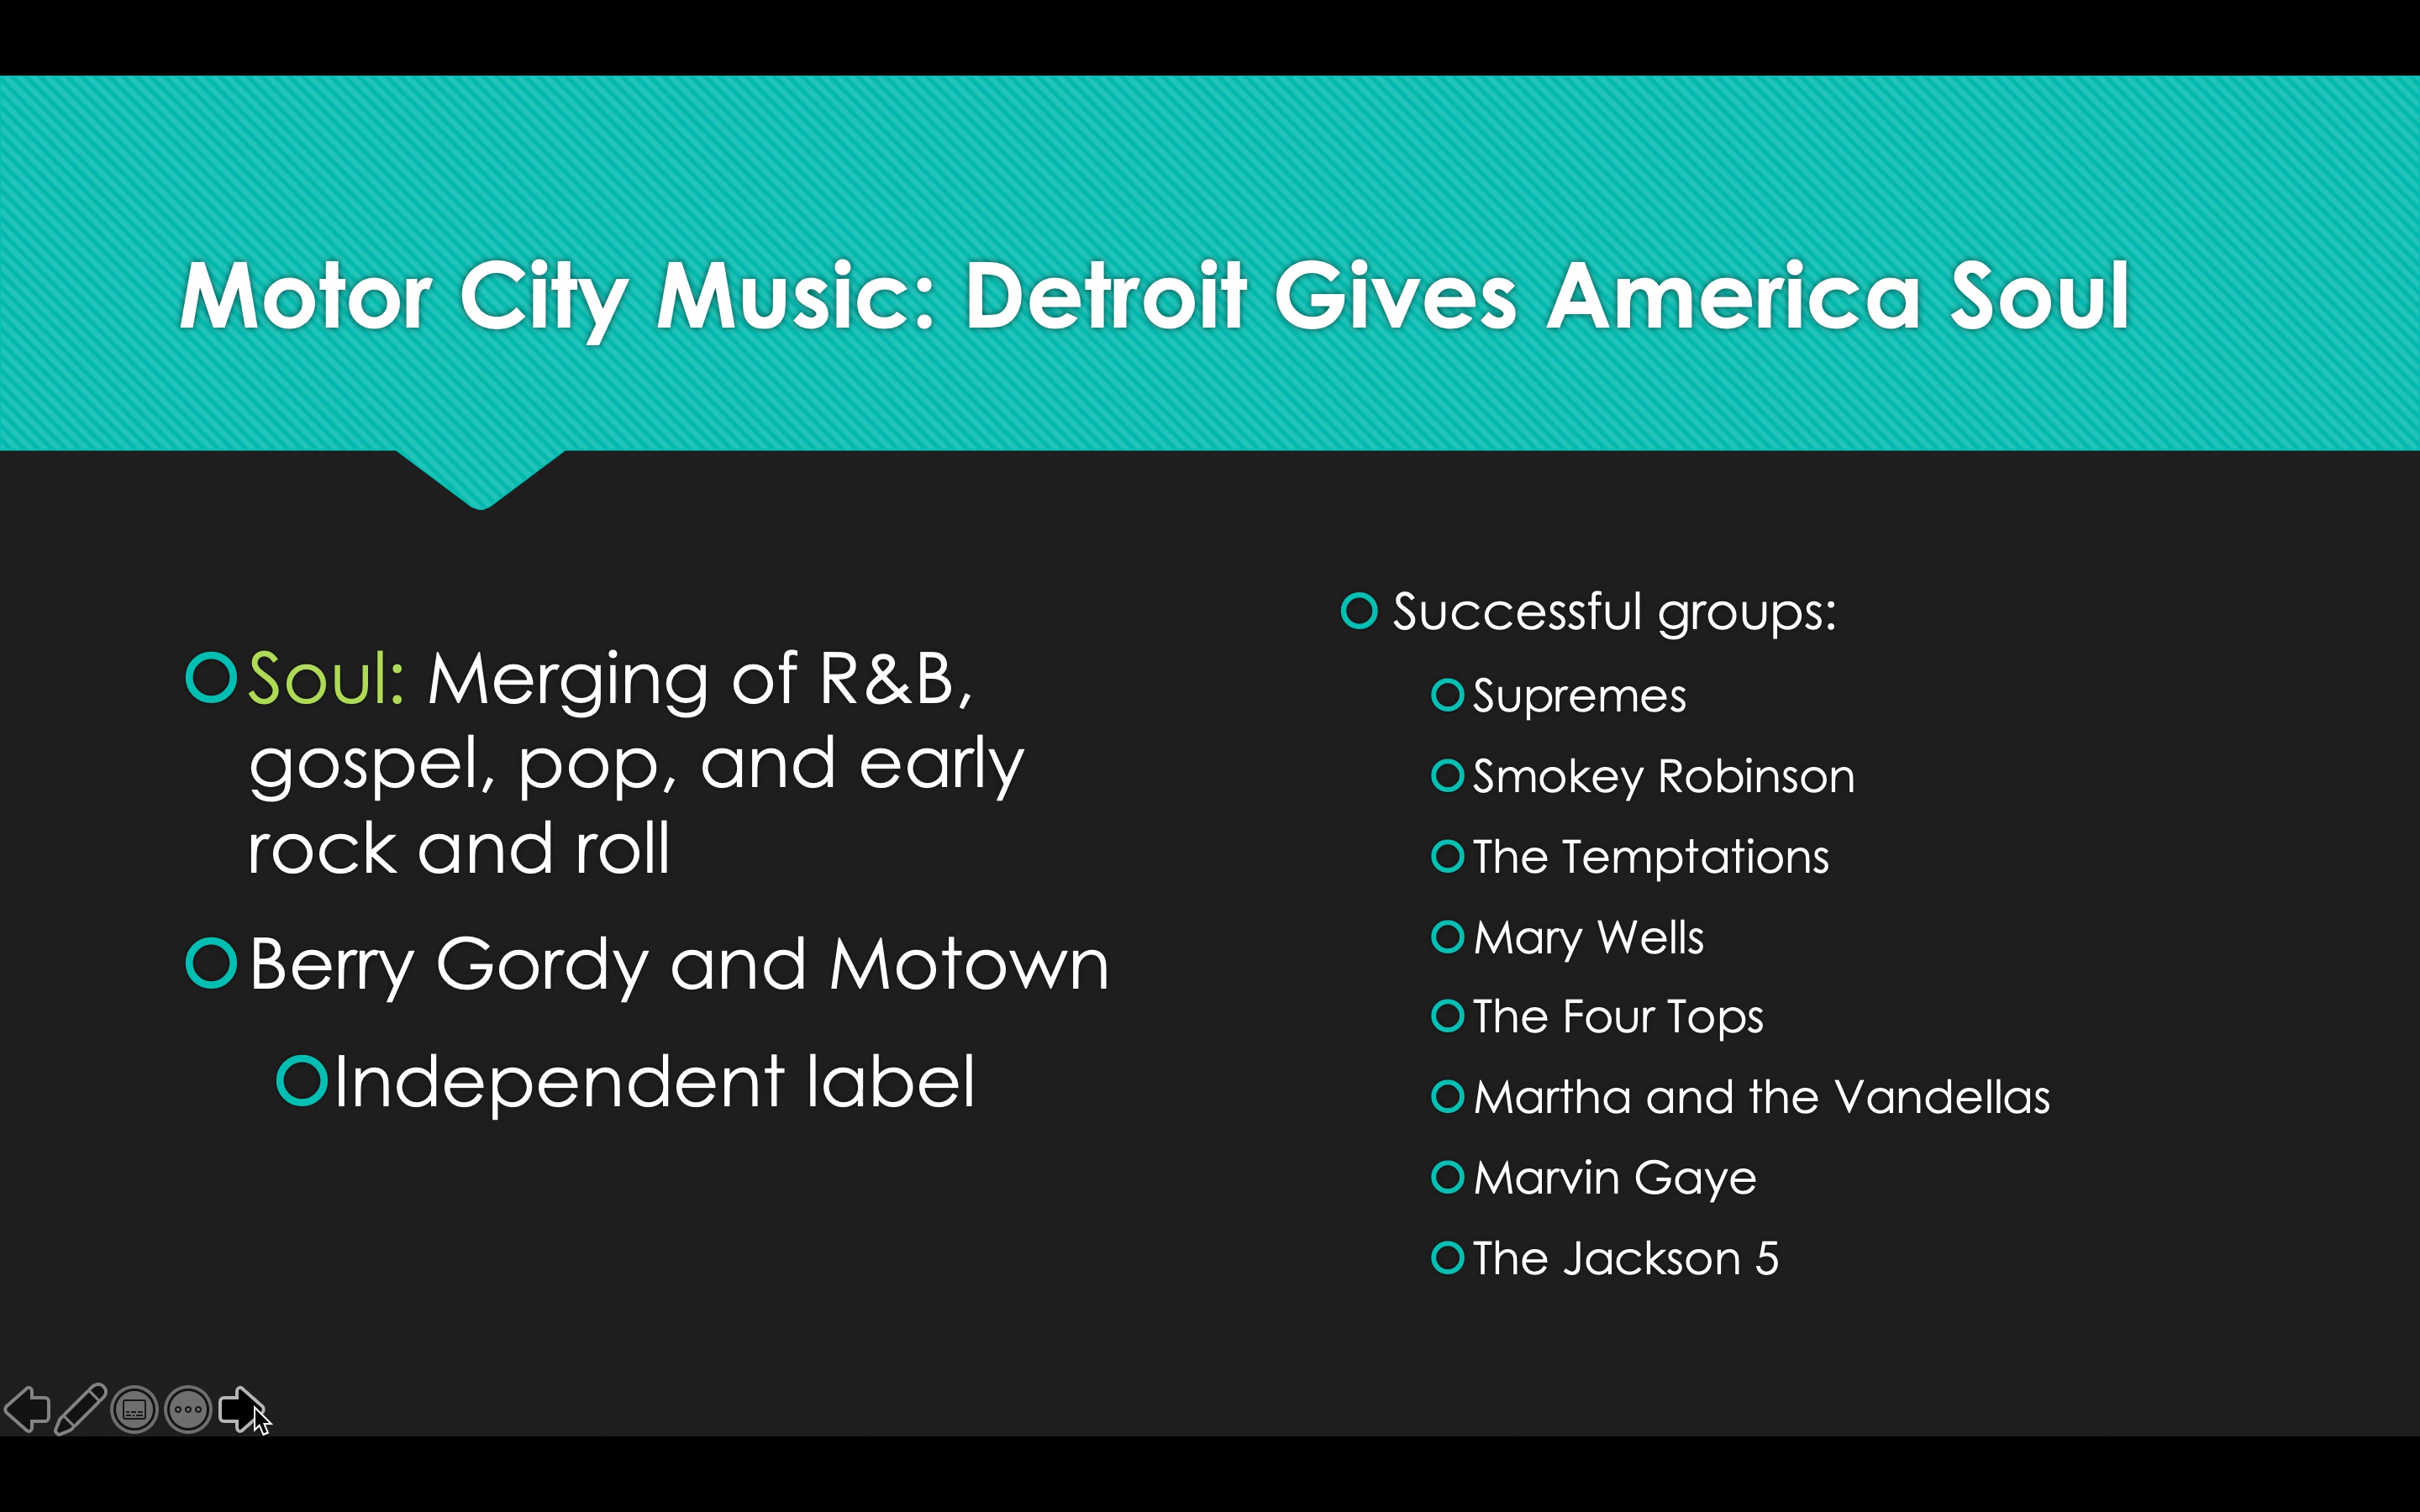 Motor City Music: Detroit Gives America Soul
Soul: Merging of R&B,
gospel, pop, and early
rock and roll
Berry Gordy and Motown
Independent label
Successful groups:
Supremes
Smokey Robinson
The Temptations
Mary Wells
The Four Tops
Martha and the Vandellas
Marvin Gaye
The Jackson 5